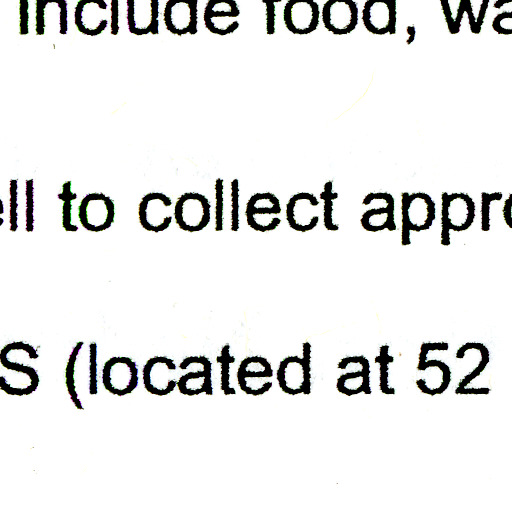 include food, wa
ell to collect appro
S (located at 52